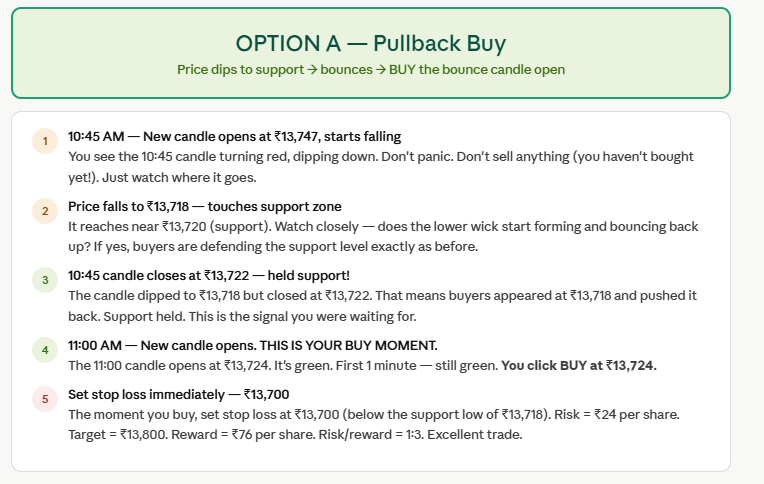 OPTION A — Pullback Buy
Price dips to support → bounces → BUY the bounce candle open
1
10:45 AM — New candle opens at ₹13,747, starts falling
You see the 10:45 candle turning red, dipping down. Don't panic. Don't sell anything (you haven't bought
yet!). Just watch where it goes.
2
Price falls to ₹13,718 — touches support zone
It reaches near ₹13,720 (support). Watch closely — does the lower wick start forming and bouncing back
up? If yes, buyers are defending the support level exactly as before.
3
10:45 candle closes at ₹13,722 — held support!
The candle dipped to ₹13,718 but closed at ₹13,722. That means buyers appeared at ₹13,718 and pushed it
back. Support held. This is the signal you were waiting for.
4
11:00 AM — New candle opens. THIS IS YOUR BUY MOMENT.
The 11:00 candle opens at ₹13,724. It's green. First 1 minute — still green. You click BUY at ₹13,724.
5
Set stop loss immediately — ₹13,700
The moment you buy, set stop loss at ₹13,700 (below the support low of ₹13,718). Risk = ₹24 per share.
Target = ₹13,800. Reward = ₹76 per share. Risk/reward = 1:3. Excellent trade.